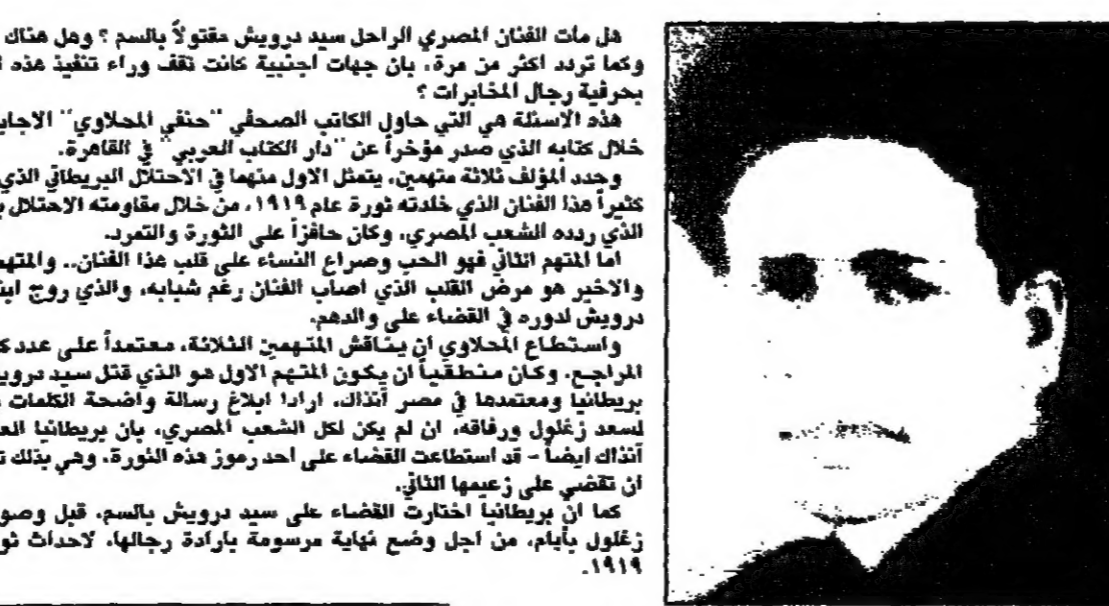 هل مات الفنان المصري الراحل سيد درويش مقتولاً بالسم ؟ وهل هناك
وكما تردد اكثر من مرة، بان جهات اجنبية كانت تقف وراء تنفيذ هذه
بحرفية رجال المخابرات ؟
هذه الاسئلة هي التي حاول الكاتب الصحفي "حنفي المحلاوي" الاجاب
خلال كتابه الذي صدر مؤخراً عن "دار الكتاب العربي" في القاهرة.
وحدد المؤلف ثلاثة متهمين، يتمثل الاول منهما في الاحتلال البريطاني الذي
كثيراً هذا الفنان الذي خلدته ثورة عام ١٩١٩، من خلال مقاومته الاحتلال ب
الذي ردده الشعب المصري، وكان حافزاً على الثورة والتمرد.
اما المتهم الثاني فهو الحب وصراع النساء على قلب هذا الفنان.. والمتهم
والاخير هو مرض القلب الذي اصاب الفنان رغم شبابه، والذي روج ابنا
درويش لدوره في القضاء على والدهم.
واستطاع المحلاوي ان يناقش المتهمين الثلاثة، معتمداً على عدد ك
المراجع. وكان منطقياً ان يكون المتهم الاول هو الذي قتل سيد دروي
بريطانيا ومعتمدها في مصر آنذاك، ارادا ابلاغ رسالة واضحة الكلمات
لسعد زغلول ورفاقه، ان لم يكن لكل الشعب المصري، بان بريطانيا الع
آنذاك ايضاً - قد استطاعت القضاء على احد رموز هذه الثورة، وهي بذلك ت
ان تقضي على زعيمها الثاني.
كما ان بريطانيا اختارت القضاء على سيد درويش بالسم، قبل وصو
زغلول بأيام، من اجل وضع نهاية مرسومة بارادة رجالها، لاحداث ثو
١٩١٩.